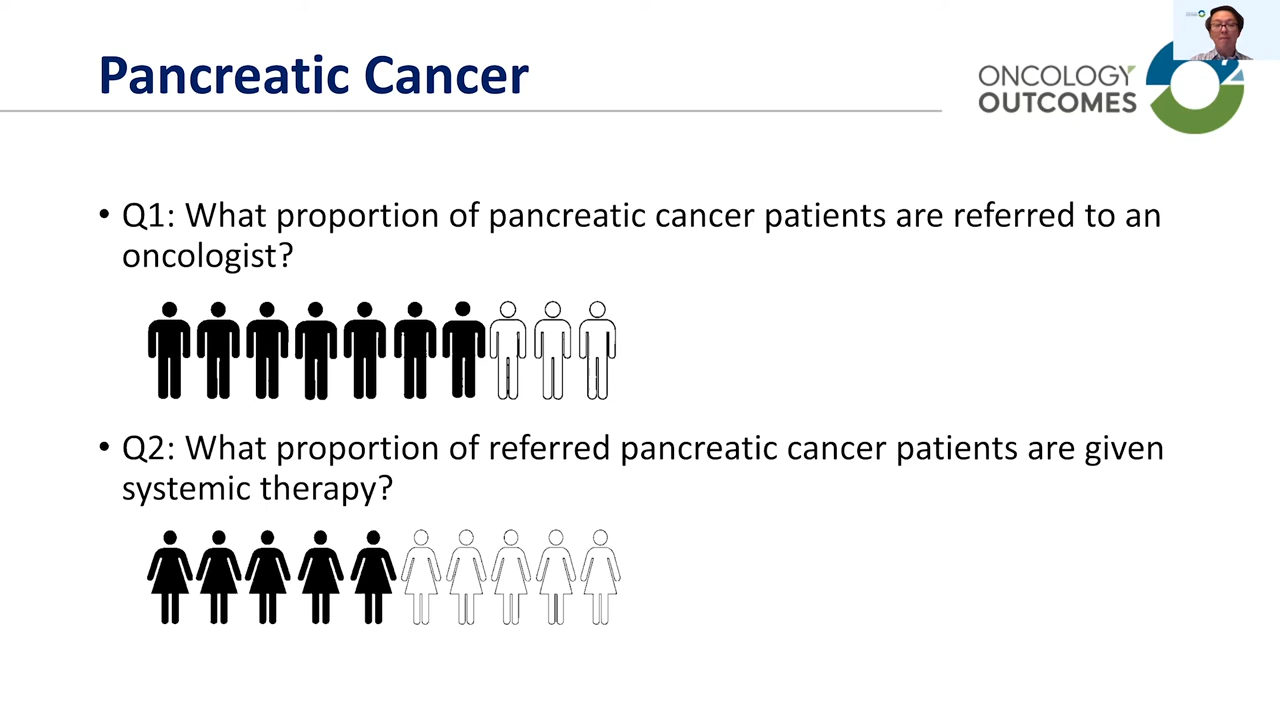 Pancreatic Cancer
ONCOLOGY
OUTCOMES
2
• Q1: What proportion of pancreatic cancer patients are referred to an
oncologist?
• Q2: What proportion of referred pancreatic cancer patients are given
systemic therapy?